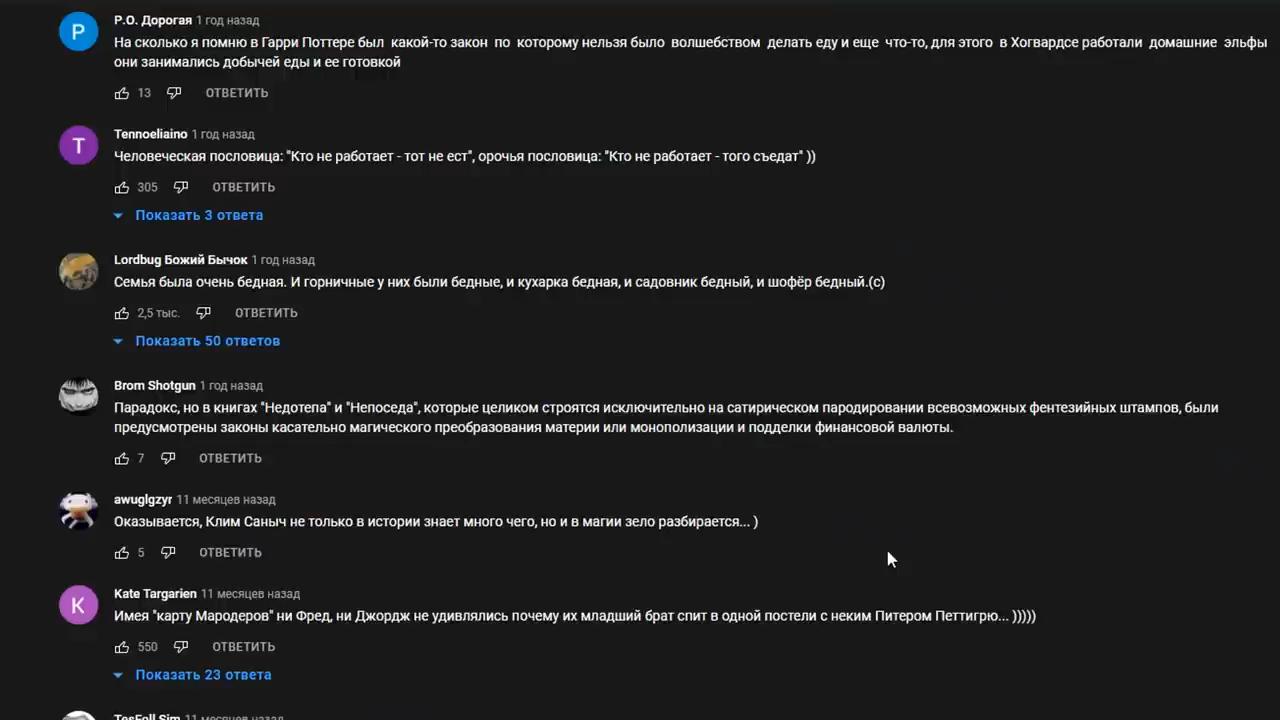 P
Р.О. Дорогая 1 год назад
На сколько я помню в Гарри Поттере был какой-то закон по которому нельзя было волшебством делать еду и еще что-то, для этого в Хогвардсе работали домашние эльфы
они занимались добычей еды и ее готовкой
13 ОТВЕТИТЬ
T
Tennoeliaino 1 год назад
Человеческая пословица: "Кто не работает - тот не ест", орочья пословица: "Кто не работает - того съедат" ))
305 ОТВЕТИТЬ
Показать 3 ответа
Lordbug Божий Бычок 1 год назад
Семья была очень бедная. И горничные у них были бедные, и кухарка бедная, и садовник бедный, и шофёр бедный.(с)
2,5 тыс. ОТВЕТИТЬ
Показать 50 ответов
Brom Shotgun 1 год назад
Парадокс, но в книгах "Недотепа" и "Непоседа", которые целиком строятся исключительно на сатирическом пародировании всевозможных фентезийных штампов, были
предусмотрены законы касательно магического преобразования материи или монополизации и подделки финансовой валюты.
7 ОТВЕТИТЬ
awuglgzyr 11 месяцев назад
Оказывается, Клим Саныч не только в истории знает много чего, но и в магии зело разбирается... )
5 ОТВЕТИТЬ
K
Kate Targarien 11 месяцев назад
Имея "карту Мародеров" ни Фред, ни Джордж не удивлялись почему их младший брат спит в одной постели с неким Питером Петтигрю... )))))
550 ОТВЕТИТЬ
Показать 23 ответа
TesFoll Sim 11 месяцев назад